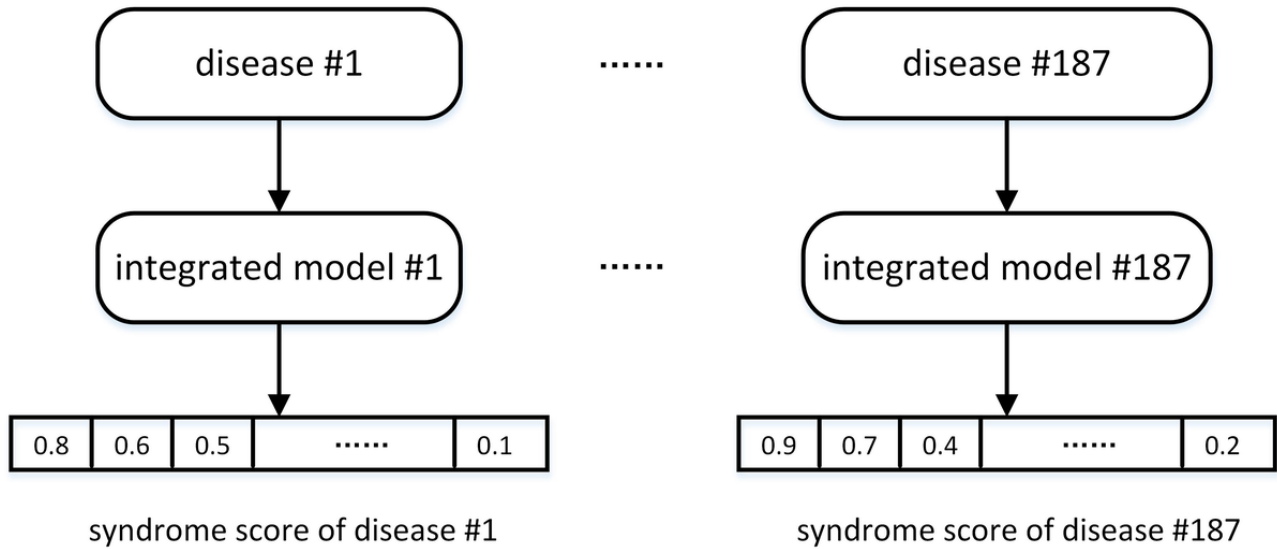 disease #1 ...... disease #187
integrated model #1 ...... integrated model #187
0.8 0.6 0.5 ...... 0.1 0.9 0.7 0.4 ...... 0.2
syndrome score of disease #1 syndrome score of disease #187